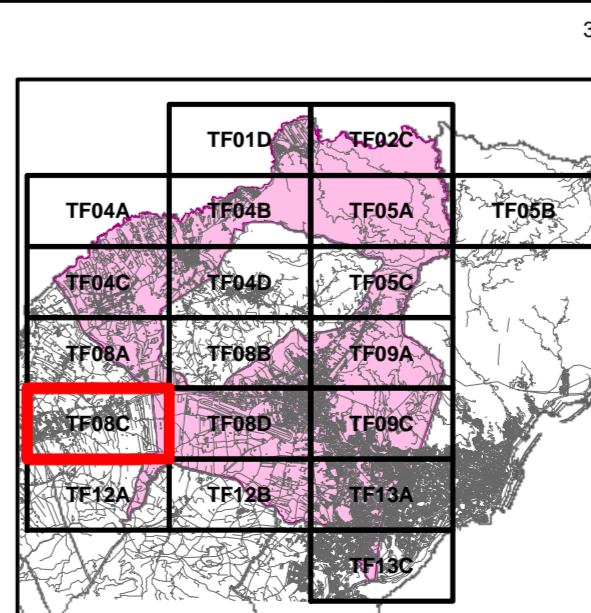 3
TF01D TF02C
TF04A TF04B TF05A TF05B
TF04C TF04D TF05C
TF08A TF08B TF09A
TF08C TF08D TF09C
TF12A TF12B TF13A
TF13C